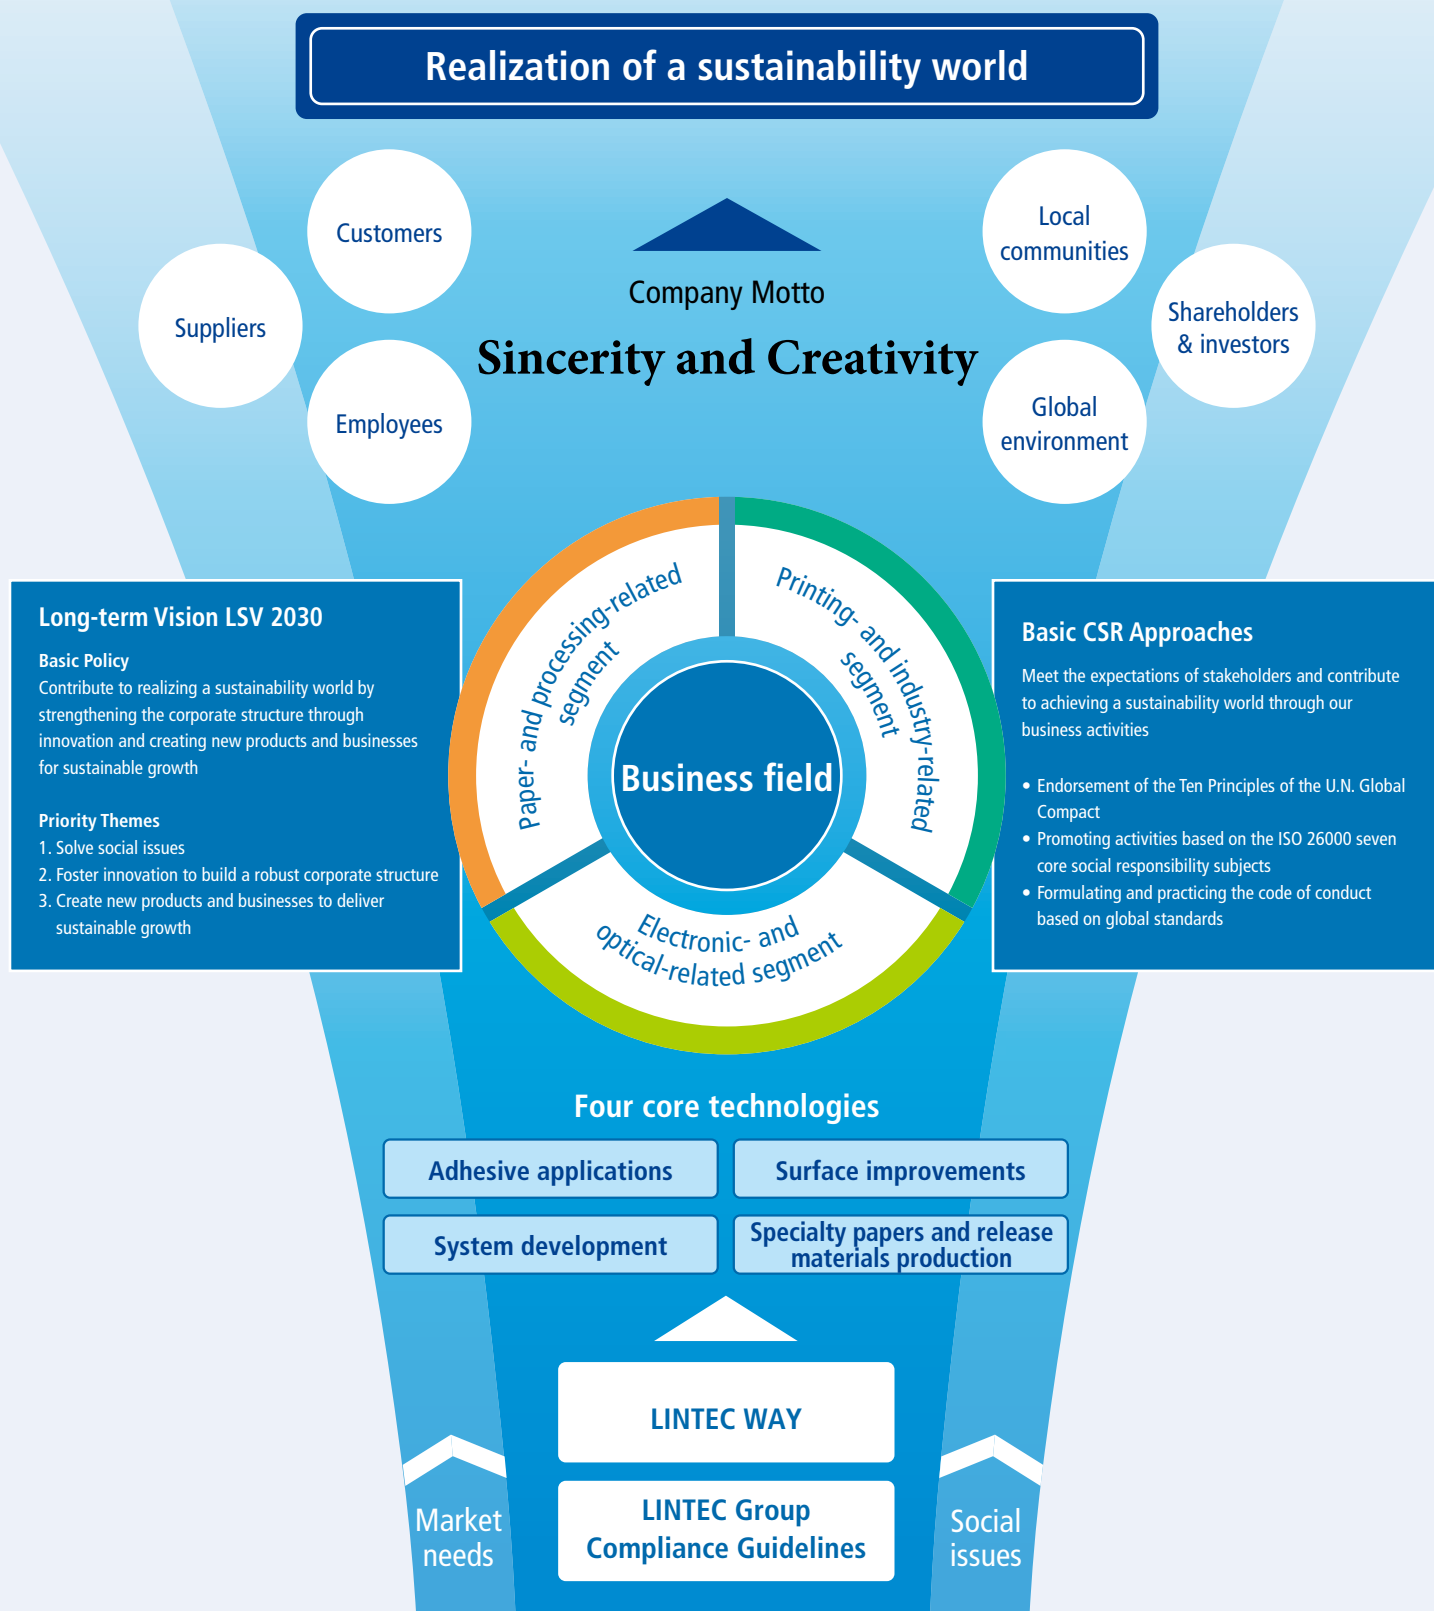 Realization of a sustainability world
Customers
Suppliers
Employees
Company Motto
Sincerity and Creativity
Local
communities
Shareholders
& investors
Global
environment
Long-term Vision LSV 2030
Basic Policy
Contribute to realizing a sustainability world by
strengthening the corporate structure through
innovation and creating new products and businesses
for sustainable growth
Priority Themes
1. Solve social issues
2. Foster innovation to build a robust corporate structure
3. Create new products and businesses to deliver
sustainable growth
Paper- and processing-related
segment
Printing- and industry-related
segment
Business field
Electronic- and
optical-related segment
Basic CSR Approaches
Meet the expectations of stakeholders and contribute
to achieving a sustainability world through our
business activities
• Endorsement of the Ten Principles of the U.N. Global
Compact
• Promoting activities based on the ISO 26000 seven
core social responsibility subjects
• Formulating and practicing the code of conduct
based on global standards
Four core technologies
Adhesive applications
Surface improvements
System development
Specialty papers and release
materials production
LINTEC WAY
LINTEC Group
Compliance Guidelines
Market
needs
Social
issues